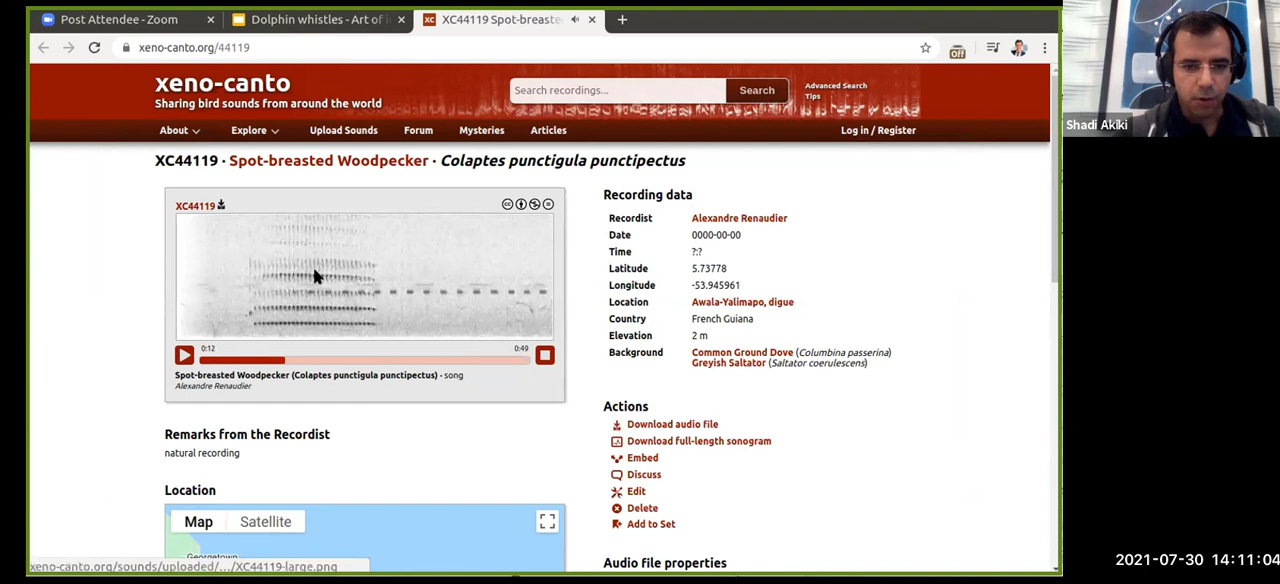 Post Attendee - Zoom
Dolphin whistles - Art of i
XC44119 Spot-breaste
Shadi Akiki
xeno-canto.org/44119
Off
xeno-canto
Sharing bird sounds from around the world
Search recordings...
Search
Advanced Search
Tips
About
Explore
Upload Sounds
Forum
Mysteries
Articles
Log in / Register
XC44119 · Spot-breasted Woodpecker · Colaptes punctigula punctipectus
XC44119
0:12
0:49
Spot-breasted Woodpecker (Colaptes punctigula punctipectus) - song
Alexandre Renaudier
Remarks from the Recordist
natural recording
Location
Map
Satellite
Georgetown
Recording data
Recordist Alexandre Renaudier
Date 0000-00-00
Time ?:?
Latitude 5.73778
Longitude -53.945961
Location Awala-Yalimapo, digue
Country French Guiana
Elevation 2 m
Background Common Ground Dove (Columbina passerina)
Greyish Saltator (Saltator coerulescens)
Actions
Download audio file
Download full-length sonogram
Embed
Discuss
Edit
Delete
Add to Set
Audio file properties
xeno-canto.org/sounds/uploaded/.../XC44119-large.png
2021-07-30 14:11:04